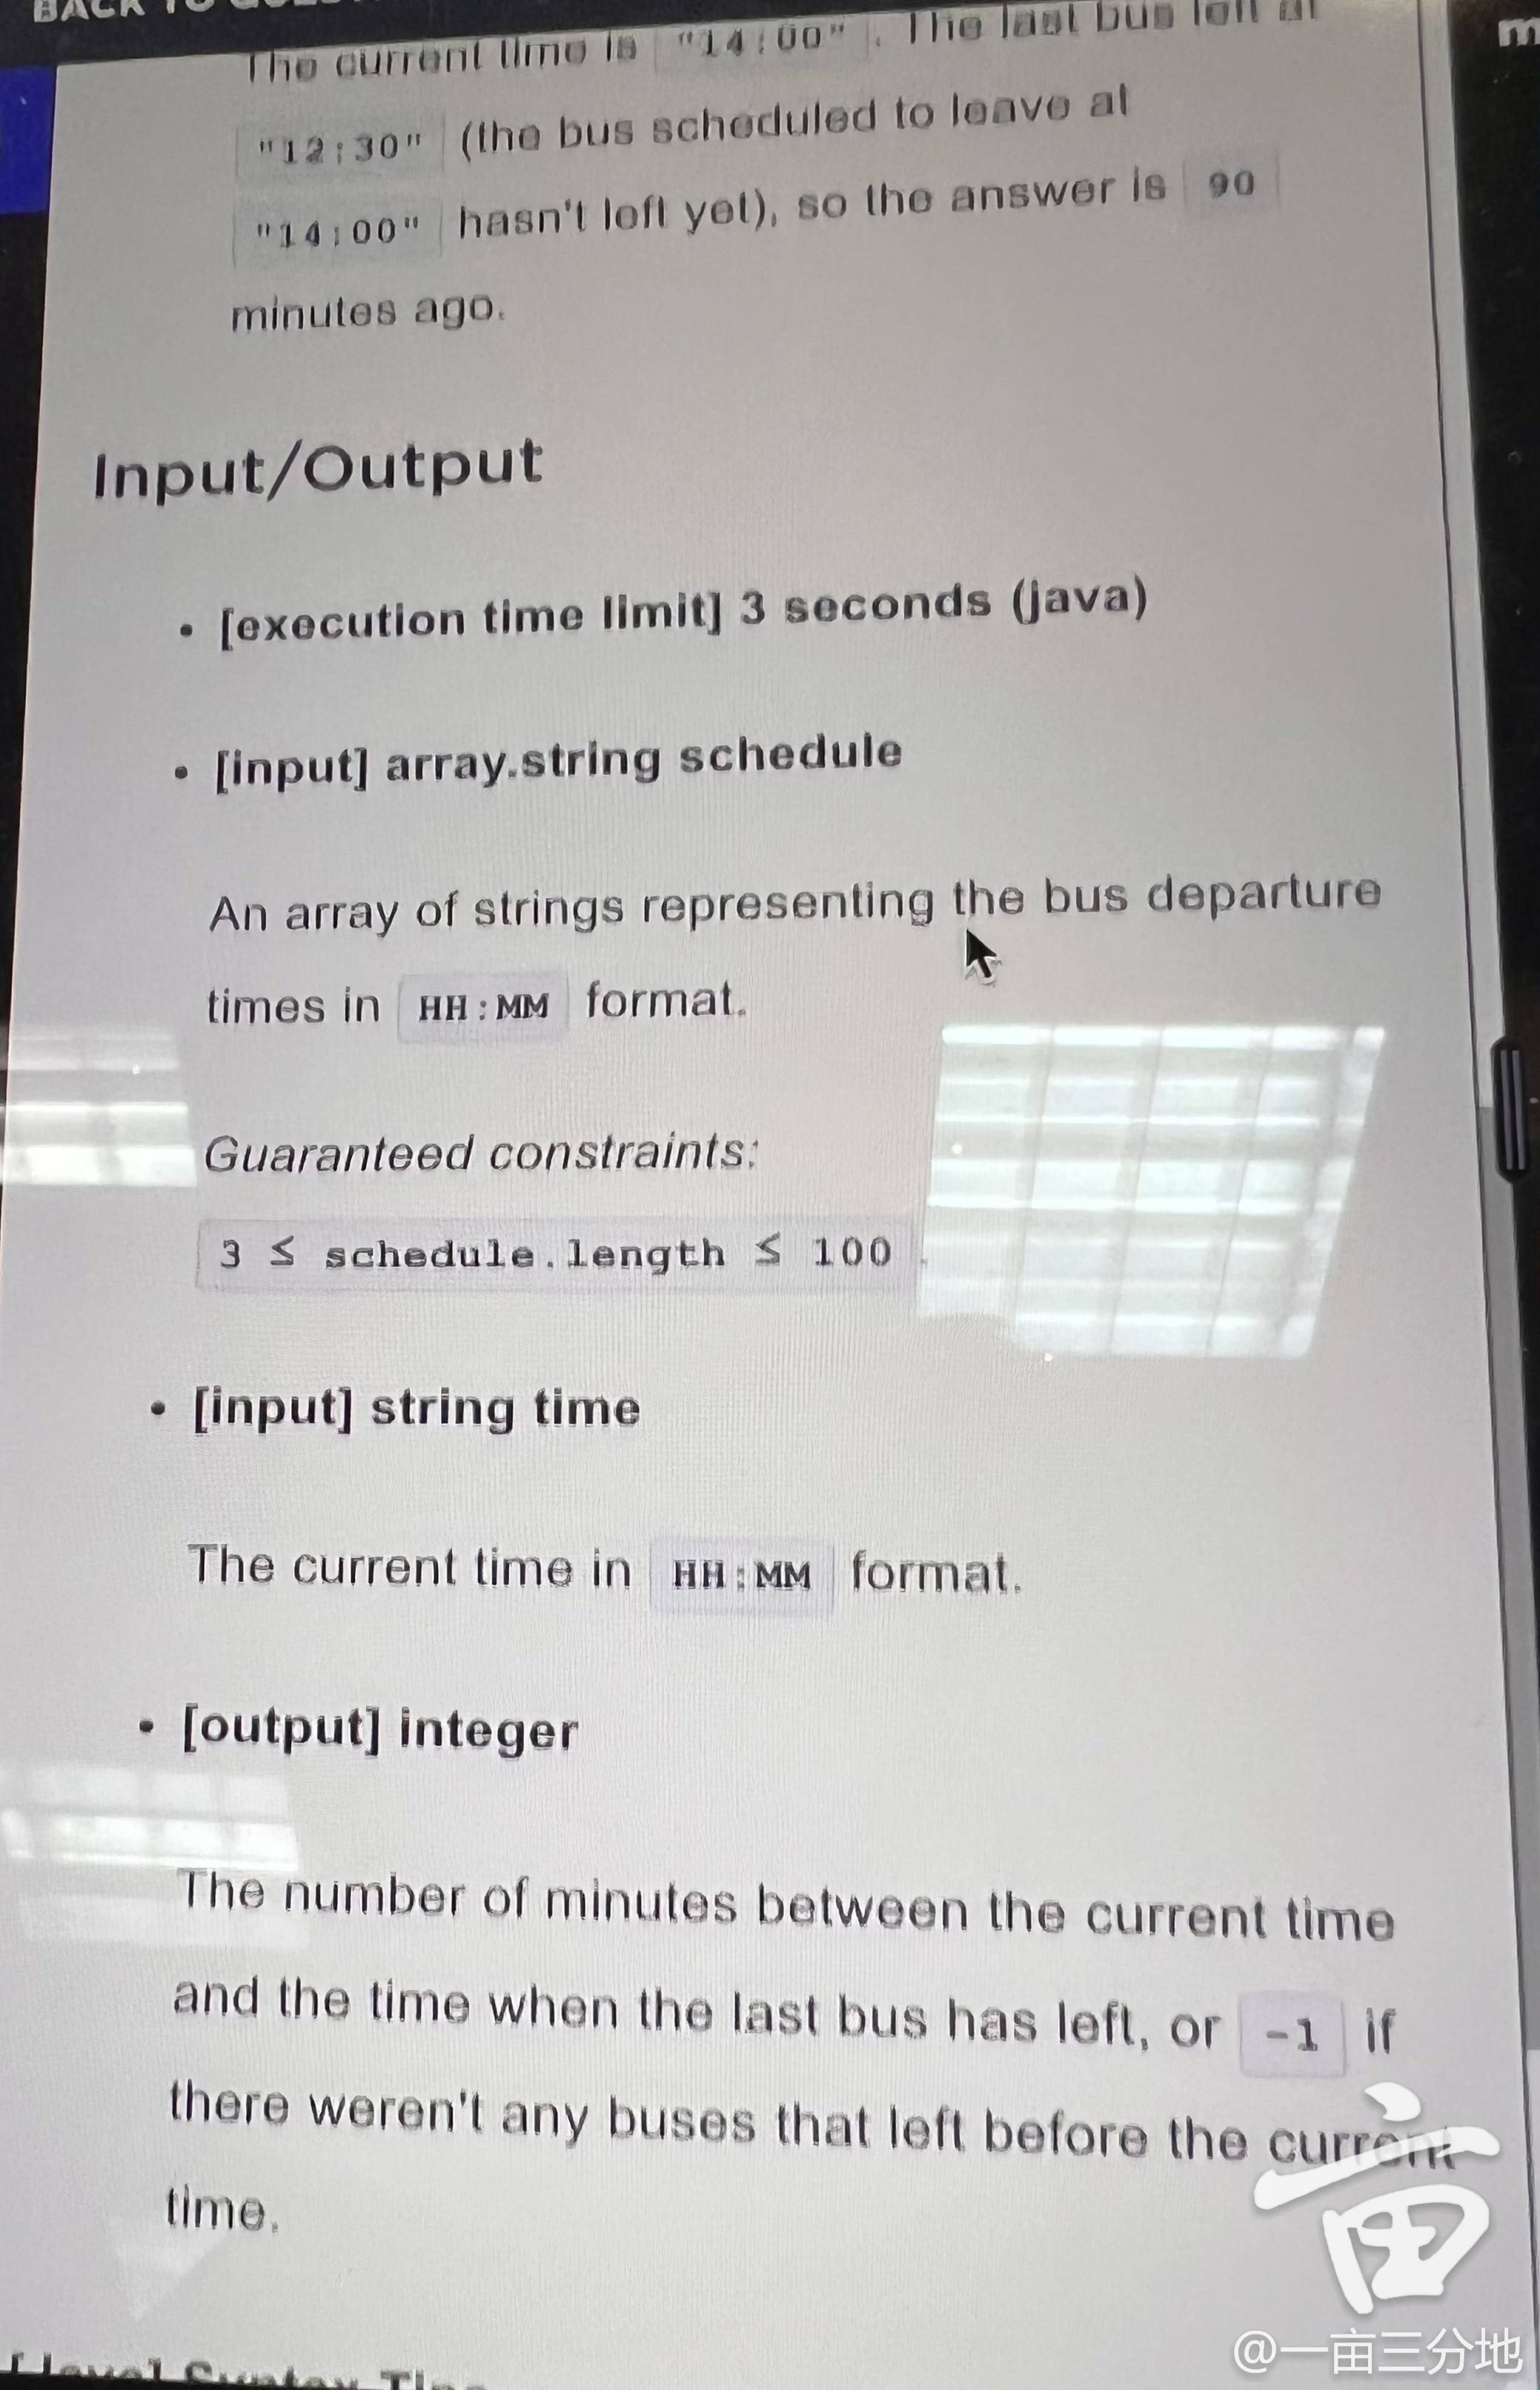 BACK TO
The current time is "14:00". The last bus left at
"12:30" (the bus scheduled to leave at
"14:00" hasn't left yet), so the answer is 90
minutes ago.
Input/Output
• [execution time limit] 3 seconds (java)
• [input] array.string schedule
An array of strings representing the bus departure
times in HH:MM format.
Guaranteed constraints:
3 ≤ schedule.length ≤ 100
• [input] string time
The current time in HH:MM format.
• [output] integer
The number of minutes between the current time
and the time when the last bus has left, or -1 if
there weren't any buses that left before the current
time.
亩
@一亩三分地
[Java] Syntax Tips